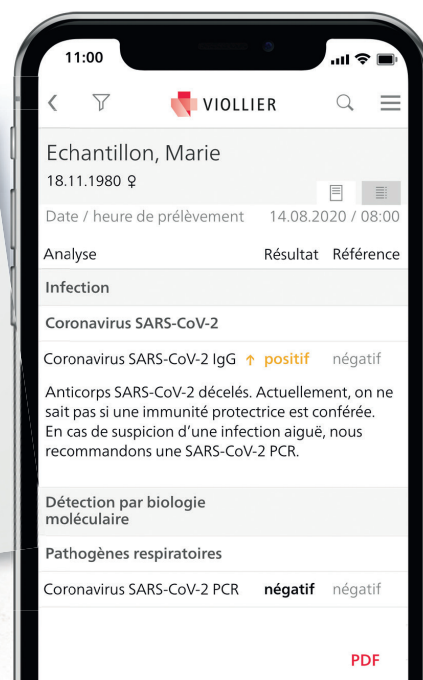 11:00
VIOLLIER
Echantillon, Marie
18.11.1980 ♀
Date / heure de prélèvement 14.08.2020 / 08:00
Analyse Résultat Référence
Infection
Coronavirus SARS-CoV-2
Coronavirus SARS-CoV-2 IgG ↑ positif négatif
Anticorps SARS-CoV-2 décelés. Actuellement, on ne
sait pas si une immunité protectrice est conférée.
En cas de suspicion d'une infection aiguë, nous
recommandons une SARS-CoV-2 PCR.
Détection par biologie
moléculaire
Pathogènes respiratoires
Coronavirus SARS-CoV-2 PCR négatif négatif
PDF